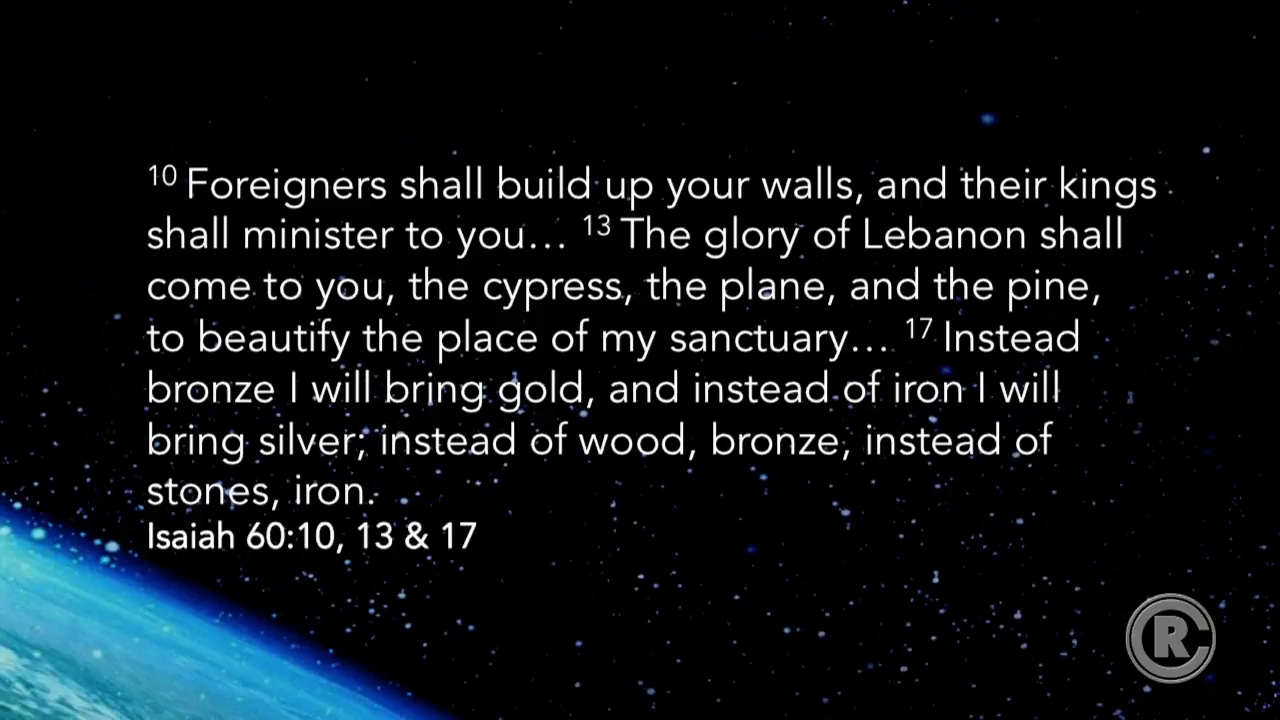 10 Foreigners shall build up your walls, and their kings
shall minister to you… 13 The glory of Lebanon shall
come to you, the cypress, the plane, and the pine,
to beautify the place of my sanctuary… 17 Instead
bronze I will bring gold, and instead of iron I will
bring silver; instead of wood, bronze, instead of
stones, iron.
Isaiah 60:10, 13 & 17
RC